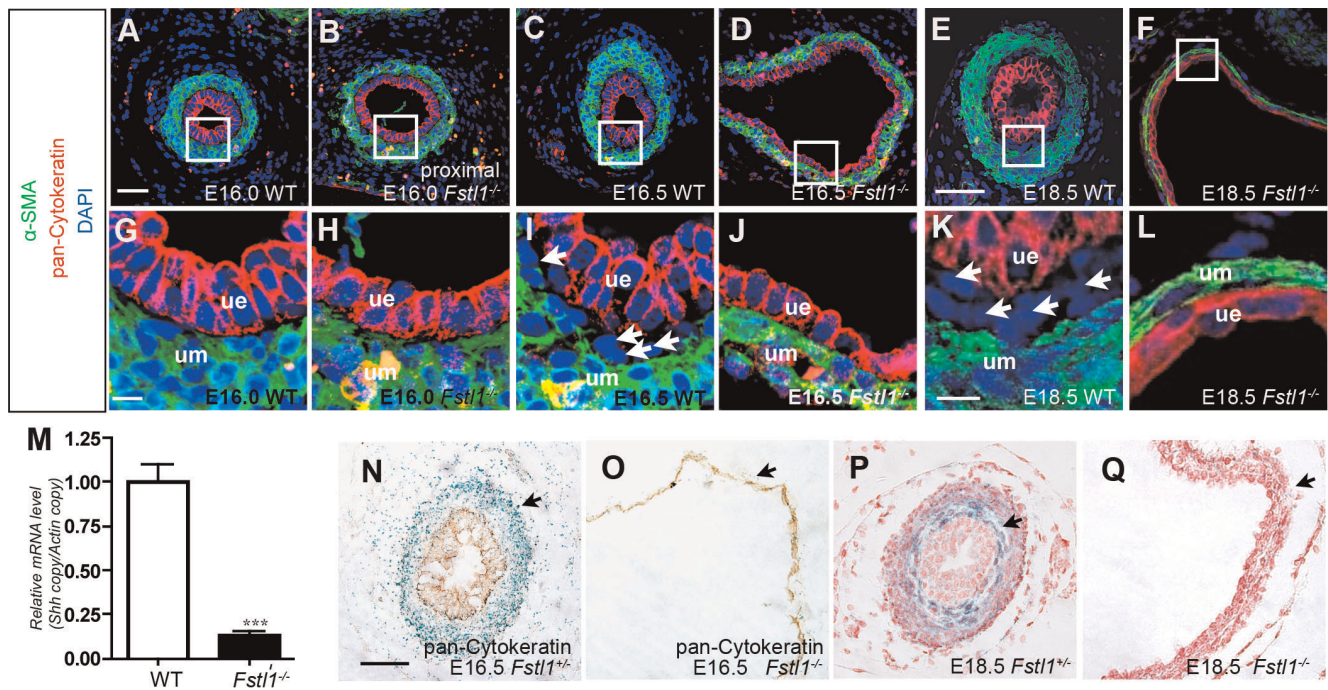 α-SMA
pan-Cytokeratin
DAPI
A
E16.0 WT
B
proximal
E16.0 Fstl1-/-
C
E16.5 WT
D
E16.5 Fstl1-/-
E
E18.5 WT
F
E18.5 Fstl1-/-
G
ue
um
E16.0 WT
H
ue
um
E16.0 Fstl1-/-
I
ue
um
E16.5 WT
J
ue
um
E16.5 Fstl1-/-
K
ue
um
E18.5 WT
L
um
ue
E18.5 Fstl1-/-
M
Relative mRNA level
(Shh copy/Actin copy)
1.25
1.00
0.75
0.50
0.25
0.00
***
WT
Fstl1-/-
N
pan-Cytokeratin
E16.5 Fstl1+/-
O
pan-Cytokeratin
E16.5 Fstl1-/-
P
E18.5 Fstl1+/-
Q
E18.5 Fstl1-/-